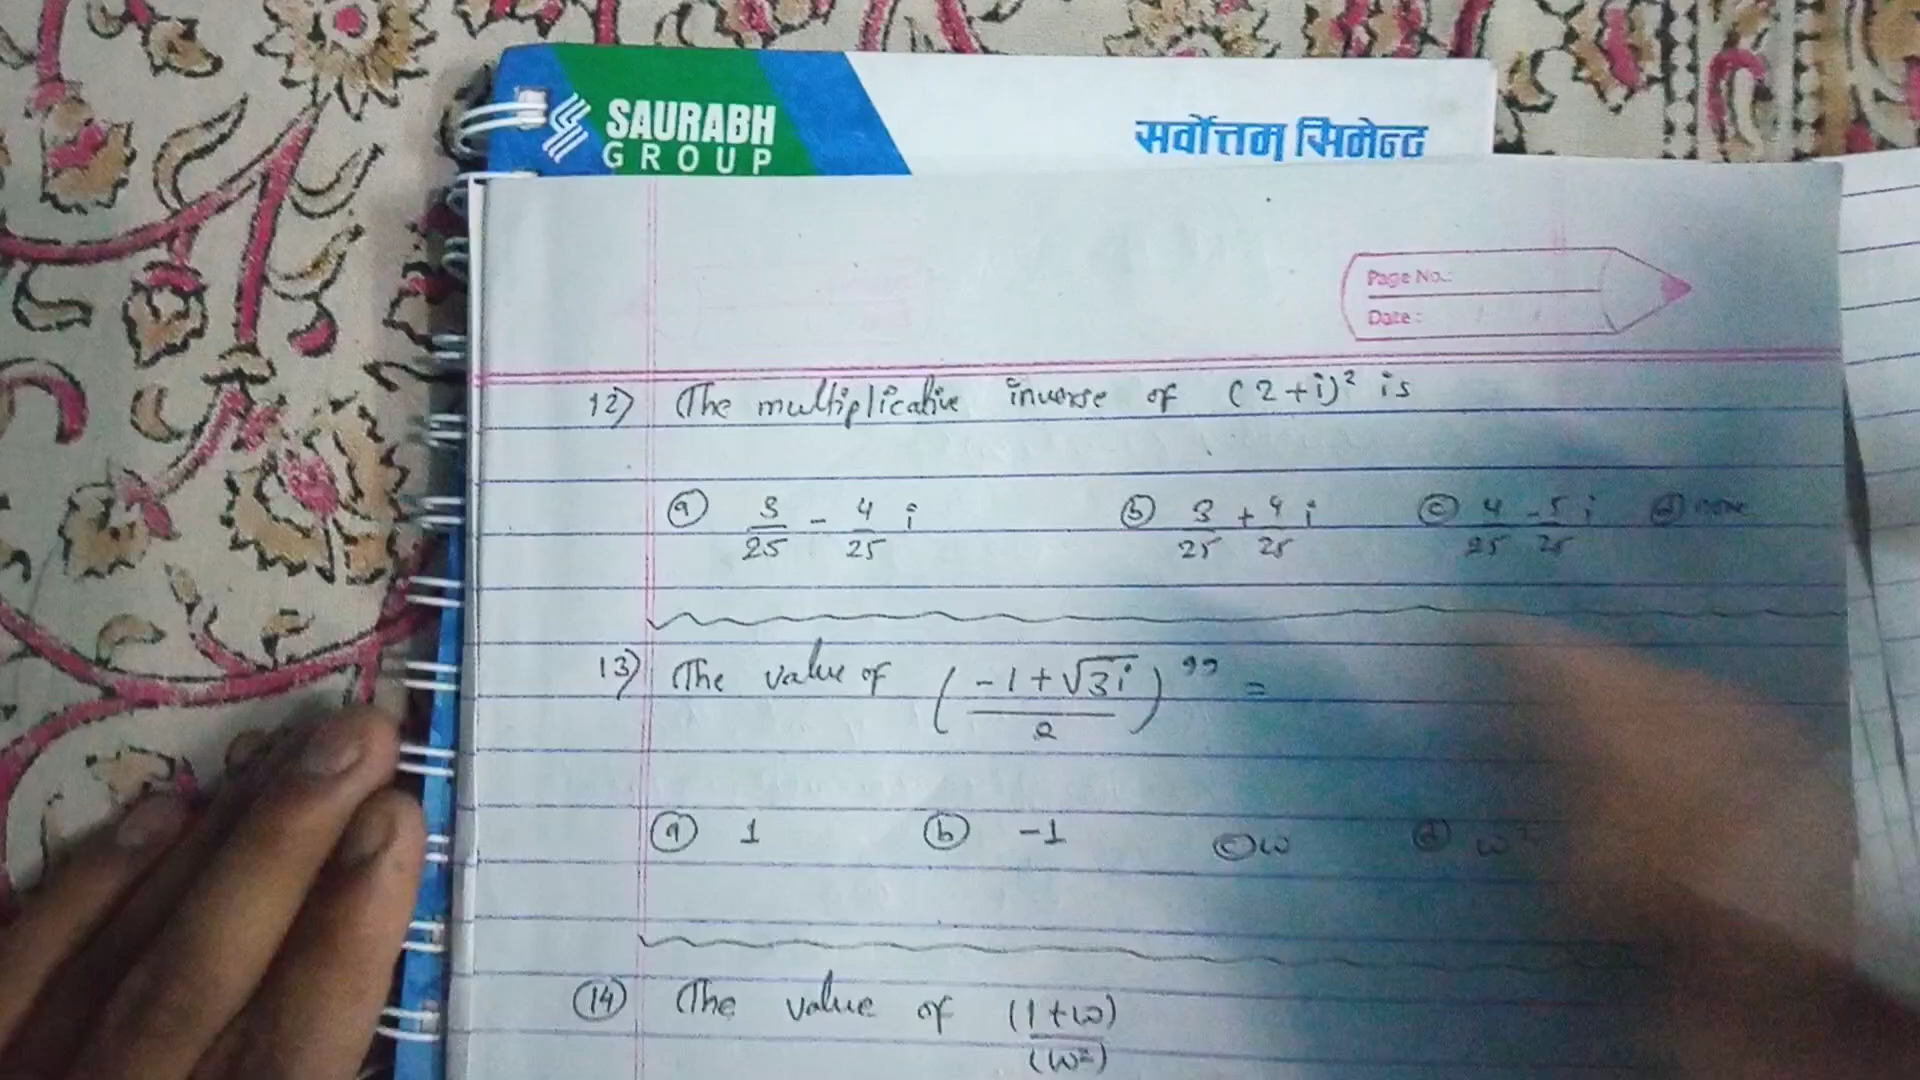 SAURABH
GROUP
सर्वोत्तम सिमेन्ट
Page No.:
Date:
12) The multiplicative inverse of (2+i)² is
(a) 3/25 - 4/25 i (b) 3/25 + 4/25 i (c) 4/25 - 5/25 i (d) none
13) The value of ((-1+√3i)/2)⁹⁹ =
(a) 1 (b) -1 (c) ω (d) ω²
(14) The value of (1+ω)/(ω²)